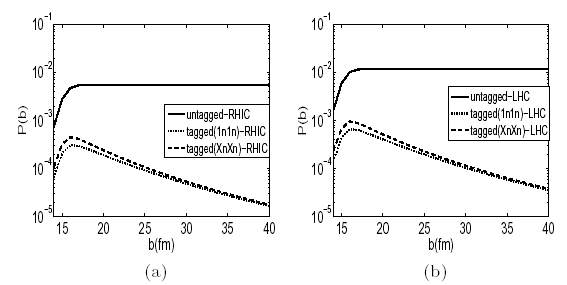 10^-1
10^-2
10^-3
10^-4
10^-5
P(b)
untagged-RHIC
tagged(1n1n)-RHIC
tagged(XnXn)-RHIC
15 20 25 30 35 40
b(fm)
(a)
10^-1
10^-2
10^-3
10^-4
10^-5
P(b)
untagged-LHC
tagged(1n1n)-LHC
tagged(XnXn)-LHC
15 20 25 30 35 40
b(fm)
(b)